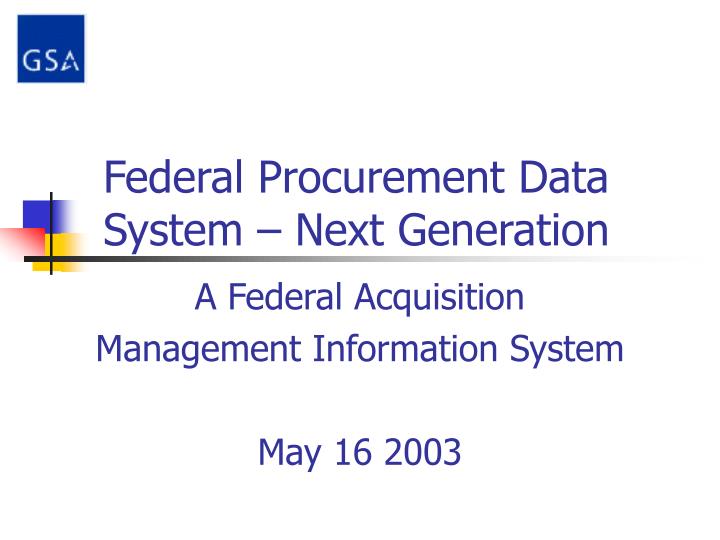 GSA
Federal Procurement Data
System – Next Generation
A Federal Acquisition
Management Information System
May 16 2003